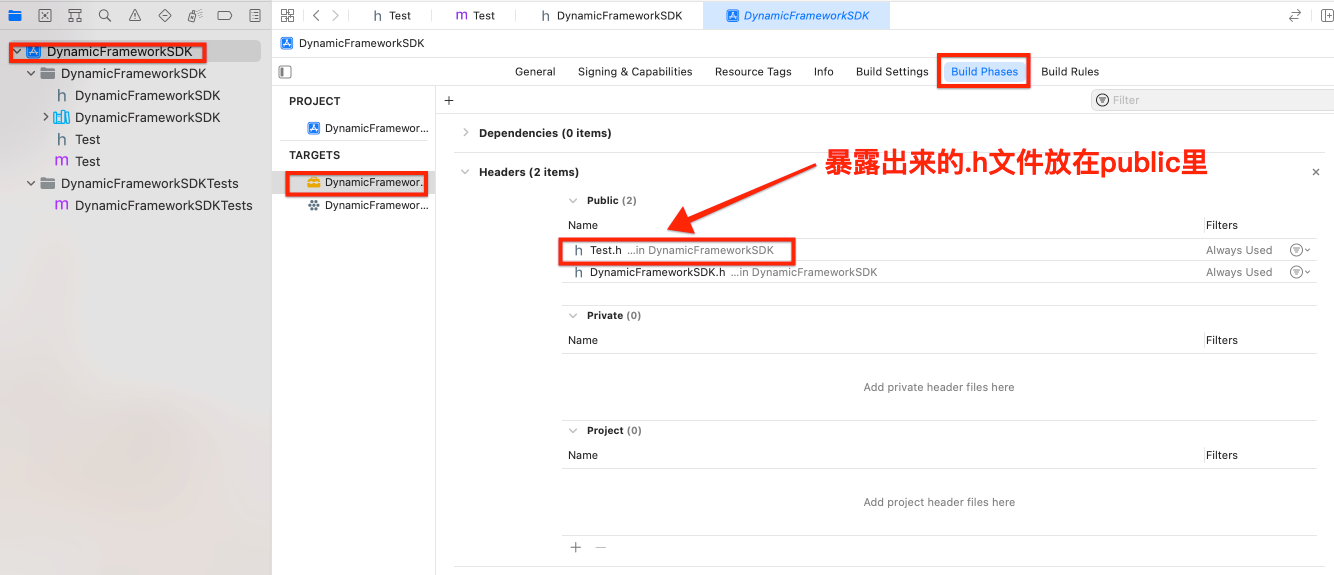 Test
Test
DynamicFrameworkSDK
DynamicFrameworkSDK
DynamicFrameworkSDK
DynamicFrameworkSDK
h DynamicFrameworkSDK
DynamicFrameworkSDK
h Test
m Test
DynamicFrameworkSDKTests
m DynamicFrameworkSDKTests
DynamicFrameworkSDK
General Signing & Capabilities Resource Tags Info Build Settings Build Phases Build Rules
PROJECT
DynamicFramewor...
TARGETS
DynamicFramewor...
DynamicFramewor...
+ Filter
Dependencies (0 items)
Headers (2 items)
暴露出来的.h文件放在public里
Public (2)
Name Filters
h Test.h ...in DynamicFrameworkSDK Always Used
h DynamicFrameworkSDK.h ...in DynamicFrameworkSDK Always Used
Private (0)
Name Filters
Add private header files here
Project (0)
Name Filters
Add project header files here